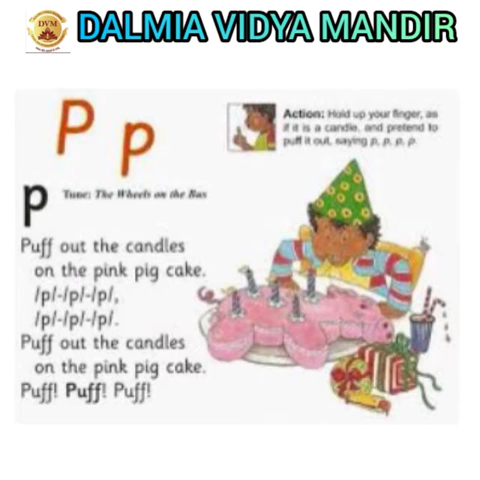 DVM
DALMIA VIDYA MANDIR
P p
Action: Hold up your finger, as
if it is a candle, and pretend to
puff it out, saying p, p, p, p.
p
Tune: The Wheels on the Bus
Puff out the candles
on the pink pig cake.
/p/-/p/-/p/,
/p/-/p/-/p/.
Puff out the candles
on the pink pig cake.
Puff! Puff! Puff!